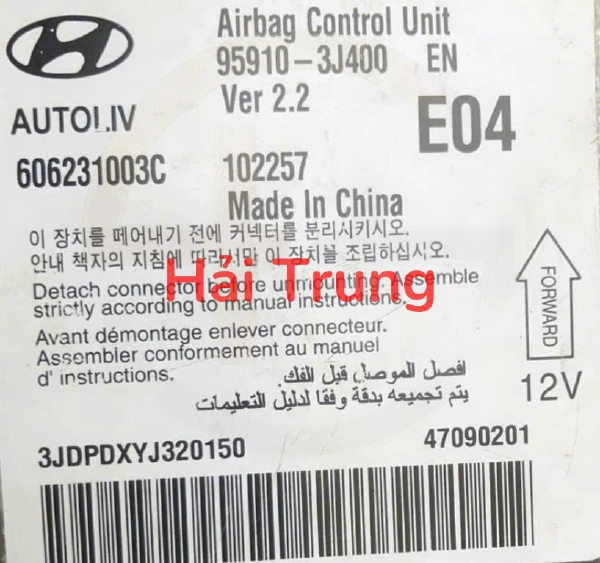 Airbag Control Unit
95910-3J400 EN
Ver 2.2
AUTOLIV
E04
606231003C 102257
Made In China
이 장치를 떼어내기 전에 커넥터를 분리시키시오.
안내 책자의 지침에 따라서만 이 장치를 조립하십시오.
Hải Trung
Detach connector before unmounting. Assemble
strictly according to manual instructions.
Avant démontage enlever connecteur.
Assembler conformement au manuel
d' instructions.
افصل الموصل قبل الفك.
يتم تجميعه بدقة وفقا لدليل التعليمات
FORWARD
12V
3JDPDXYJ320150 47090201